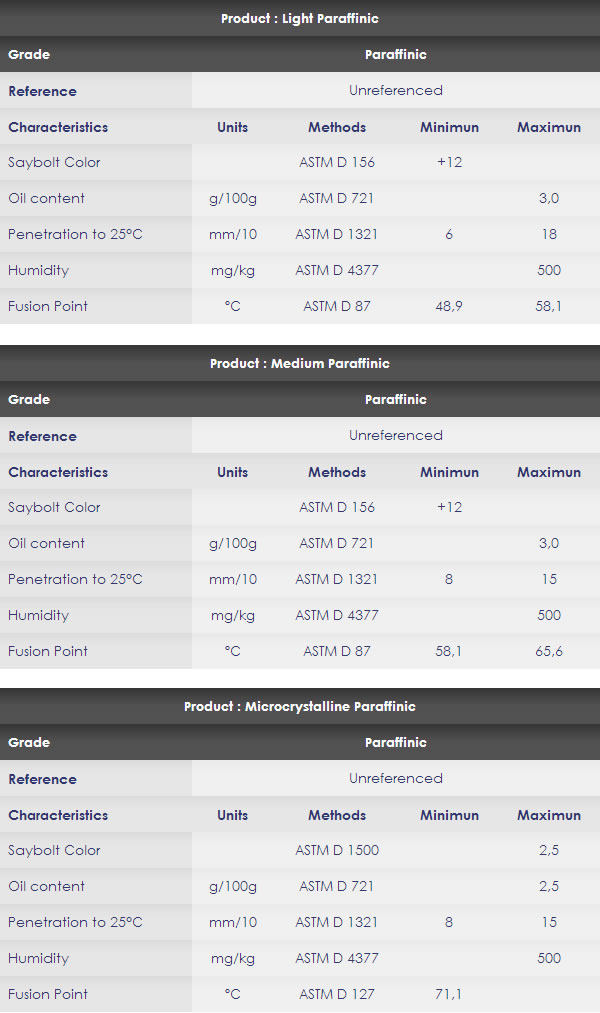 Product : Light Paraffinic
Grade Paraffinic
Reference Unreferenced
Characteristics Units Methods Minimun Maximun
Saybolt Color ASTM D 156 +12
Oil content g/100g ASTM D 721 3,0
Penetration to 25°C mm/10 ASTM D 1321 6 18
Humidity mg/kg ASTM D 4377 500
Fusion Point °C ASTM D 87 48,9 58,1
Product : Medium Paraffinic
Grade Paraffinic
Reference Unreferenced
Characteristics Units Methods Minimun Maximun
Saybolt Color ASTM D 156 +12
Oil content g/100g ASTM D 721 3,0
Penetration to 25°C mm/10 ASTM D 1321 8 15
Humidity mg/kg ASTM D 4377 500
Fusion Point °C ASTM D 87 58,1 65,6
Product : Microcrystalline Paraffinic
Grade Paraffinic
Reference Unreferenced
Characteristics Units Methods Minimun Maximun
Saybolt Color ASTM D 1500 2,5
Oil content g/100g ASTM D 721 2,5
Penetration to 25°C mm/10 ASTM D 1321 8 15
Humidity mg/kg ASTM D 4377 500
Fusion Point °C ASTM D 127 71,1